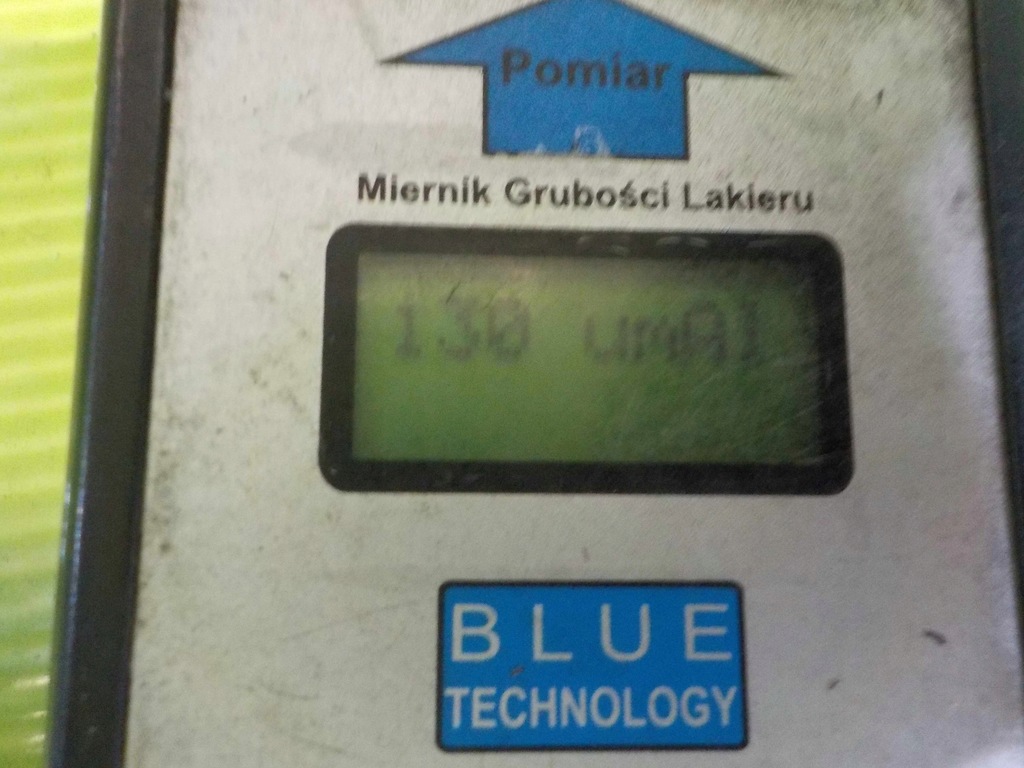 Pomiar
Miernik Grubości Lakieru
130 umAl
BLUE
TECHNOLOGY